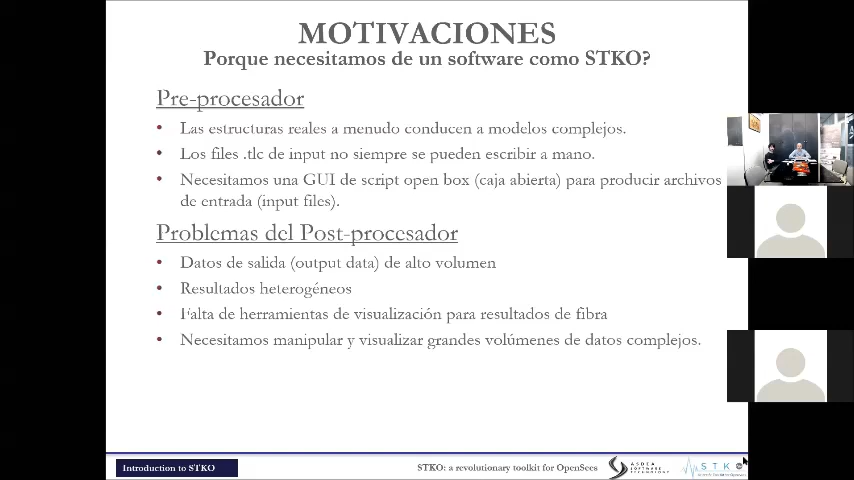 MOTIVACIONES
Porque necesitamos de un software como STKO?
Pre-procesador
• Las estructuras reales a menudo conducen a modelos complejos.
• Los files .tlc de input no siempre se pueden escribir a mano.
• Necesitamos una GUI de script open box (caja abierta) para producir archivos
de entrada (input files).
Problemas del Post-procesador
• Datos de salida (output data) de alto volumen
• Resultados heterogéneos
• Falta de herramientas de visualización para resultados de fibra
• Necesitamos manipular y visualizar grandes volúmenes de datos complejos.
Introduction to STKO
STKO: a revolutionary toolkit for OpenSees
ASDEA
SOFTWARE
TECHNOLOGY
STKO